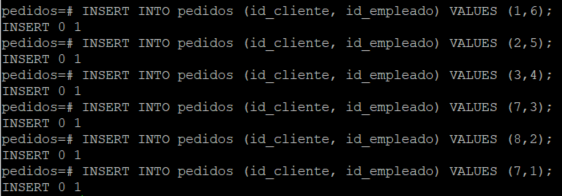 pedidos=# INSERT INTO pedidos (id_cliente, id_empleado) VALUES (1,6);
INSERT 0 1
pedidos=# INSERT INTO pedidos (id_cliente, id_empleado) VALUES (2,5);
INSERT 0 1
pedidos=# INSERT INTO pedidos (id_cliente, id_empleado) VALUES (3,4);
INSERT 0 1
pedidos=# INSERT INTO pedidos (id_cliente, id_empleado) VALUES (7,3);
INSERT 0 1
pedidos=# INSERT INTO pedidos (id_cliente, id_empleado) VALUES (8,2);
INSERT 0 1
pedidos=# INSERT INTO pedidos (id_cliente, id_empleado) VALUES (7,1);
INSERT 0 1